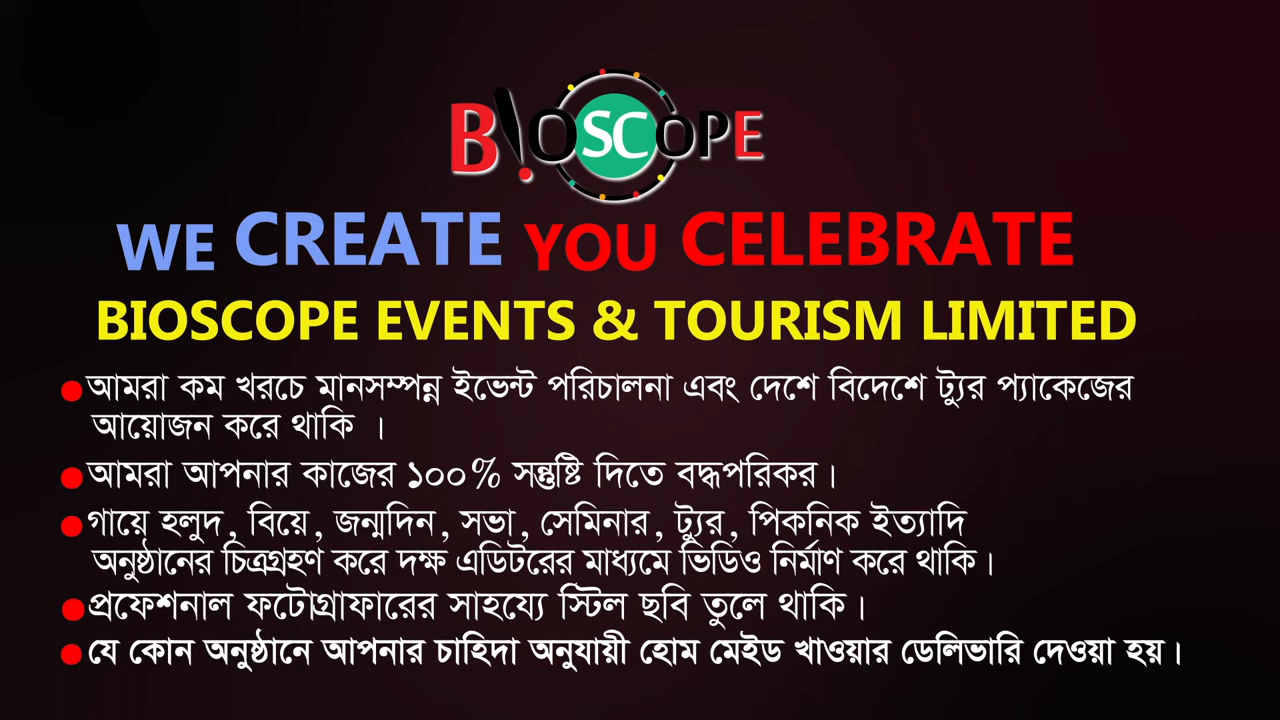 BIOSCOPE
WE CREATE YOU CELEBRATE
BIOSCOPE EVENTS & TOURISM LIMITED
আমরা কম খরচে মানসম্পন্ন ইভেন্ট পরিচালনা এবং দেশে বিদেশে ট্যুর প্যাকেজের
আয়োজন করে থাকি ।
আমরা আপনার কাজের ১০০% সন্তুষ্টি দিতে বদ্ধপরিকর।
গায়ে হলুদ, বিয়ে, জন্মদিন, সভা, সেমিনার, ট্যুর, পিকনিক ইত্যাদি
অনুষ্ঠানের চিত্রগ্রহণ করে দক্ষ এডিটরের মাধ্যমে ভিডিও নির্মাণ করে থাকি।
প্রফেশনাল ফটোগ্রাফারের সাহয্যে স্টিল ছবি তুলে থাকি।
যে কোন অনুষ্ঠানে আপনার চাহিদা অনুযায়ী হোম মেইড খাওয়ার ডেলিভারি দেওয়া হয়।